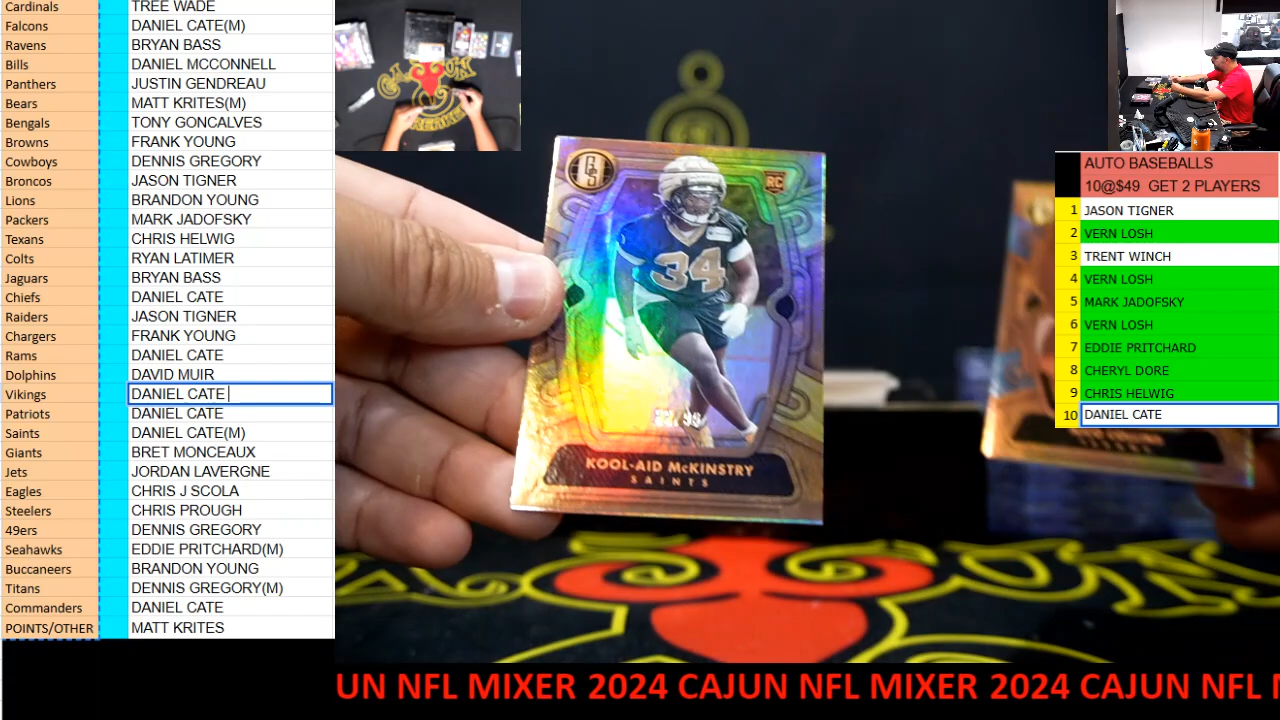 Cardinals TREE WADE
Falcons DANIEL CATE(M)
Ravens BRYAN BASS
Bills DANIEL MCCONNELL
Panthers JUSTIN GENDREAU
Bears MATT KRITES(M)
Bengals TONY GONCALVES
Browns FRANK YOUNG
Cowboys DENNIS GREGORY
Broncos JASON TIGNER
Lions BRANDON YOUNG
Packers MARK JADOFSKY
Texans CHRIS HELWIG
Colts RYAN LATIMER
Jaguars BRYAN BASS
Chiefs DANIEL CATE
Raiders JASON TIGNER
Chargers FRANK YOUNG
Rams DANIEL CATE
Dolphins DAVID MUIR
Vikings DANIEL CATE
Patriots DANIEL CATE
Saints DANIEL CATE(M)
Giants BRET MONCEAUX
Jets JORDAN LAVERGNE
Eagles CHRIS J SCOLA
Steelers CHRIS PROUGH
49ers DENNIS GREGORY
Seahawks EDDIE PRITCHARD(M)
Buccaneers BRANDON YOUNG
Titans DENNIS GREGORY(M)
Commanders DANIEL CATE
POINTS/OTHER MATT KRITES
GS
RC
34
KOOL-AID McKINSTRY
SAINTS
AUTO BASEBALLS
10@$49 GET 2 PLAYERS
1 JASON TIGNER
2 VERN LOSH
3 TRENT WINCH
4 VERN LOSH
5 MARK JADOFSKY
6 VERN LOSH
7 EDDIE PRITCHARD
8 CHERYL DORE
9 CHRIS HELWIG
10 DANIEL CATE
UN NFL MIXER 2024 CAJUN NFL MIXER 2024 CAJUN NFL